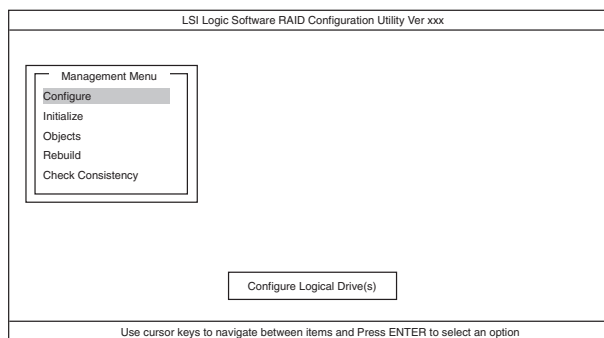 LSI Logic Software RAID Configuration Utility Ver xxx
Management Menu
Configure
Initialize
Objects
Rebuild
Check Consistency
Configure Logical Drive(s)
Use cursor keys to navigate between items and Press ENTER to select an option